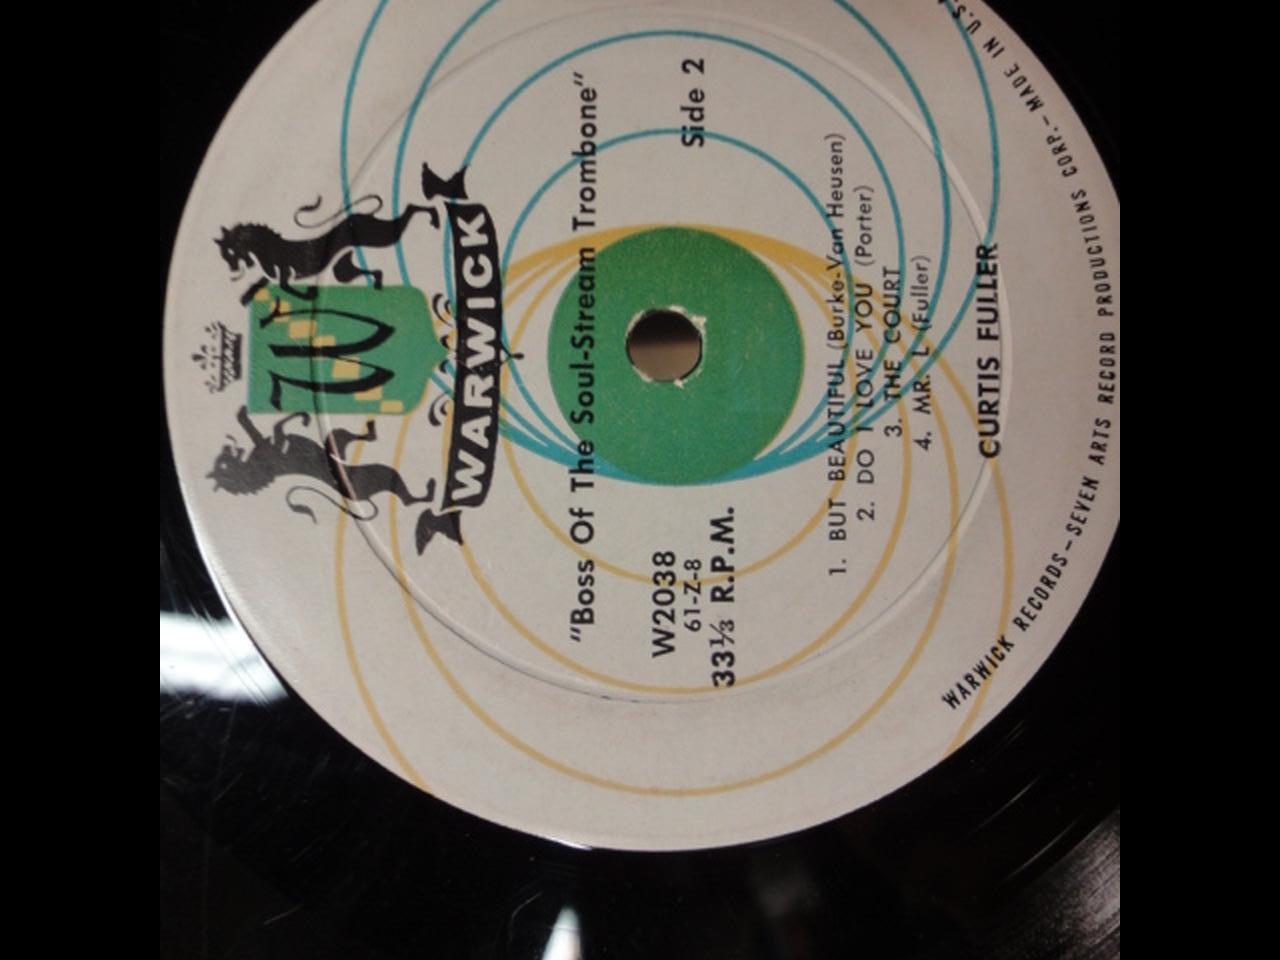 W
WARWICK
"Boss Of The Soul-Stream Trombone"
W2038
61-Z-8
33⅓ R.P.M.
Side 2
1. BUT BEAUTIFUL (Burke-Van Heusen)
2. DO I LOVE YOU (Porter)
3. THE COURT
4. MR. L (Fuller)
CURTIS FULLER
WARWICK RECORDS-SEVEN ARTS RECORD PRODUCTIONS CORP.-MADE IN U.S.A